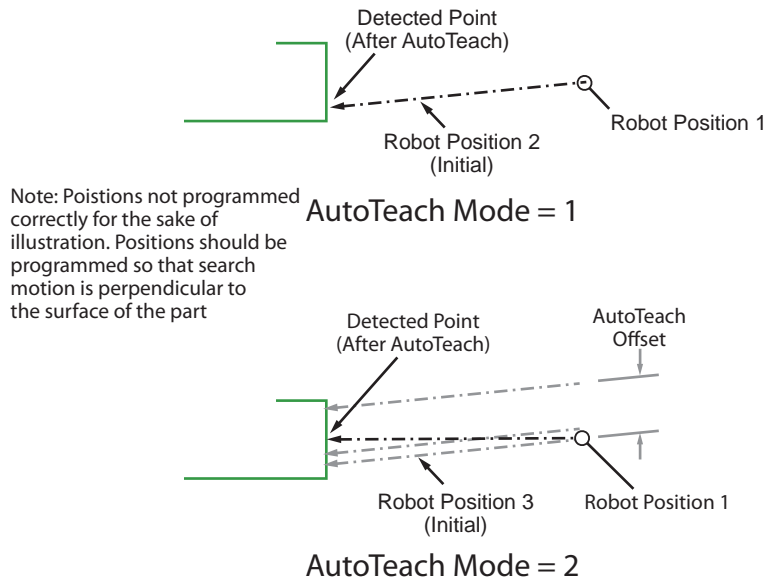 Detected Point
(After AutoTeach)
Robot Position 1
Robot Position 2
(Initial)
Note: Poistions not programmed
correctly for the sake of
illustration. Positions should be
programmed so that search
motion is perpendicular to
the surface of the part
AutoTeach Mode = 1
Detected Point
(After AutoTeach)
AutoTeach
Offset
Robot Position 3
(Initial)
Robot Position 1
AutoTeach Mode = 2